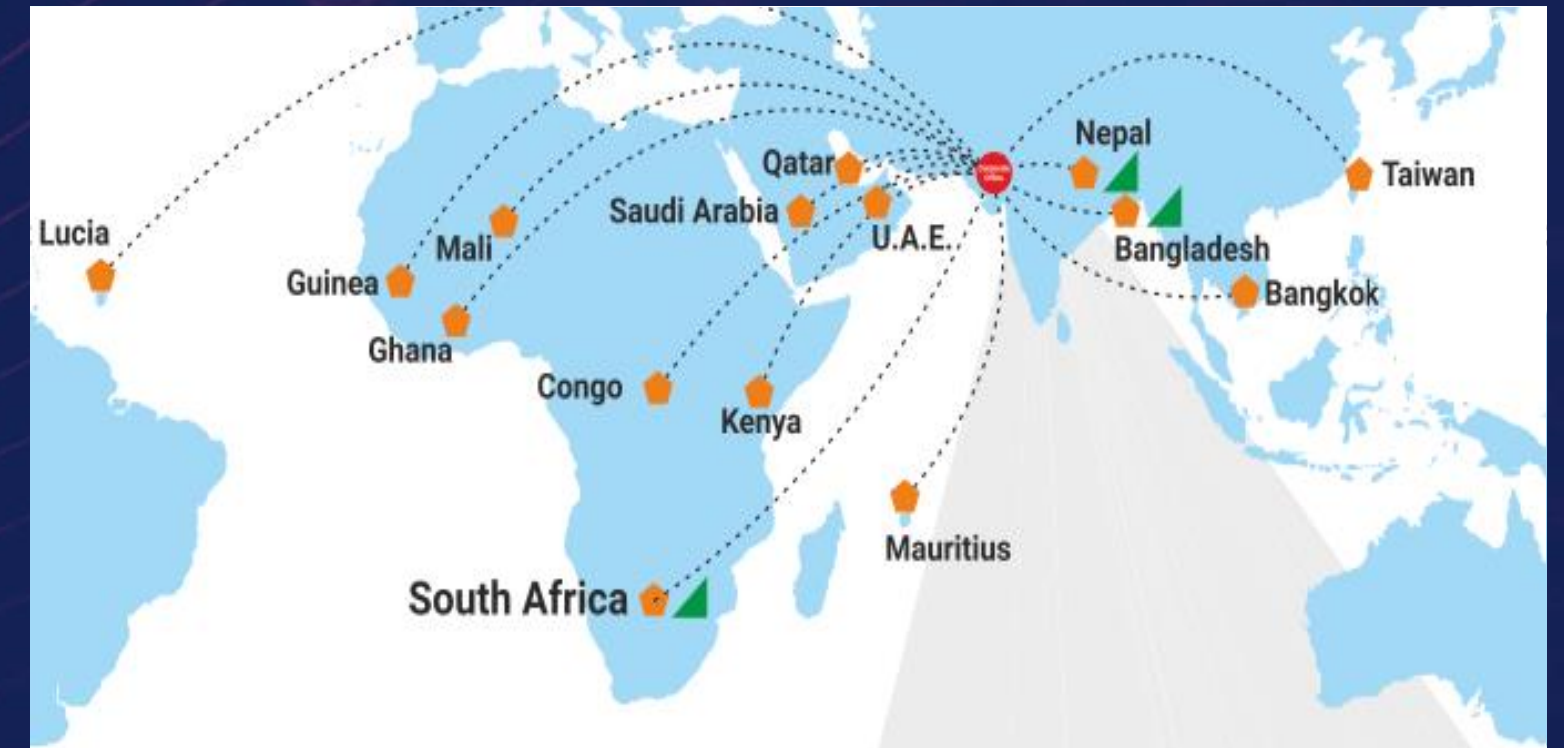 Nepal
Qatar
Taiwan
Saudi Arabia
Lucia
U.A.E.
Mali
Bangladesh
Guinea
Bangkok
Ghana
Congo
Kenya
Mauritius
South Africa